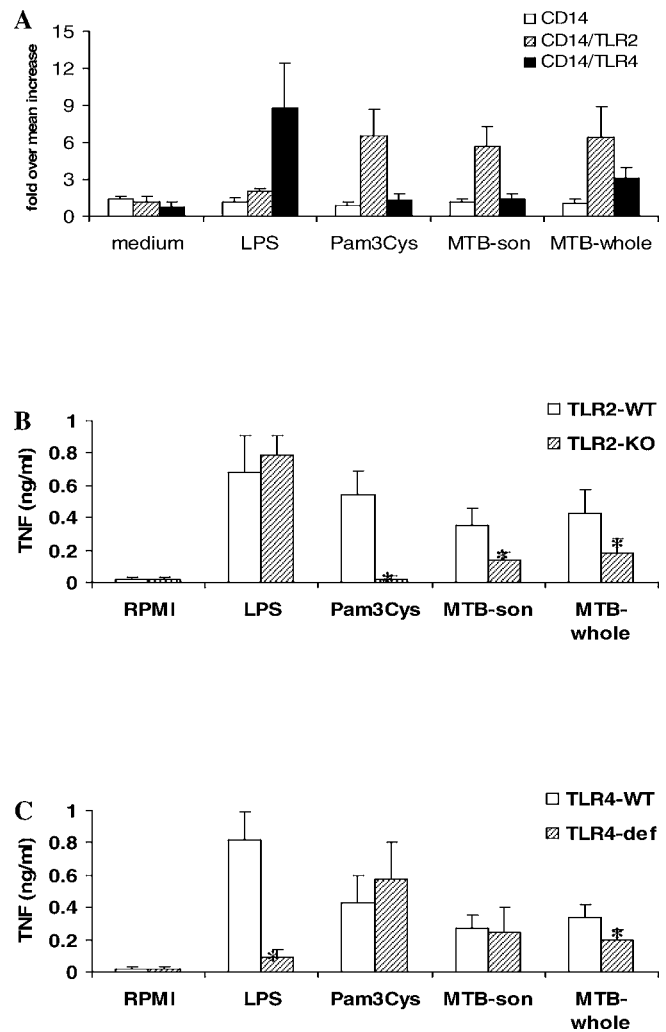 A
CD14
CD14/TLR2
CD14/TLR4
fold over mean increase
15
12
9
6
3
0
medium LPS Pam3Cys MTB-son MTB-whole
B
TLR2-WT
TLR2-KO
TNF (ng/ml)
1
0.8
0.6
0.4
0.2
0
* * *
RPMI LPS Pam3Cys MTB-son MTB-
whole
C
TLR4-WT
TLR4-def
TNF (ng/ml)
1
0.8
0.6
0.4
0.2
0
* *
RPMI LPS Pam3Cys MTB-son MTB-
whole